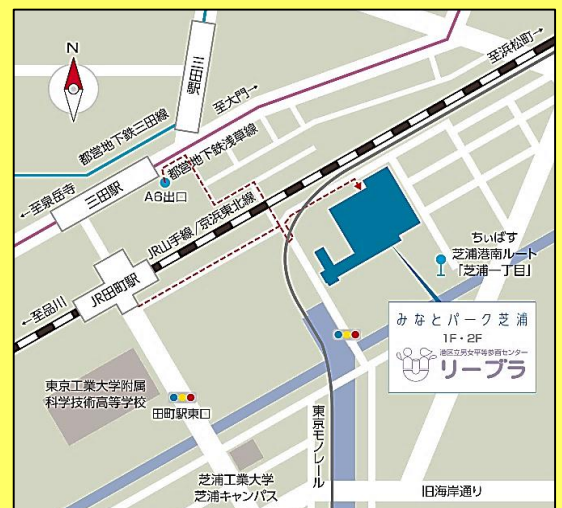 N
至浜松町→
三田駅
至大門→
都営地下鉄三田線
都営地下鉄浅草線
A6出口
三田駅
←至泉岳寺
JR山手線/京浜東北線
JR田町駅
←至品川
ちぃばす
芝浦港南ルート
「芝浦一丁目」
みなとパーク芝浦
1F・2F
港区立男女平等参画センター
リーブラ
東京工業大学附属
科学技術高等学校
田町駅東口
東京モノレール
芝浦工業大学
芝浦キャンパス
旧海岸通り